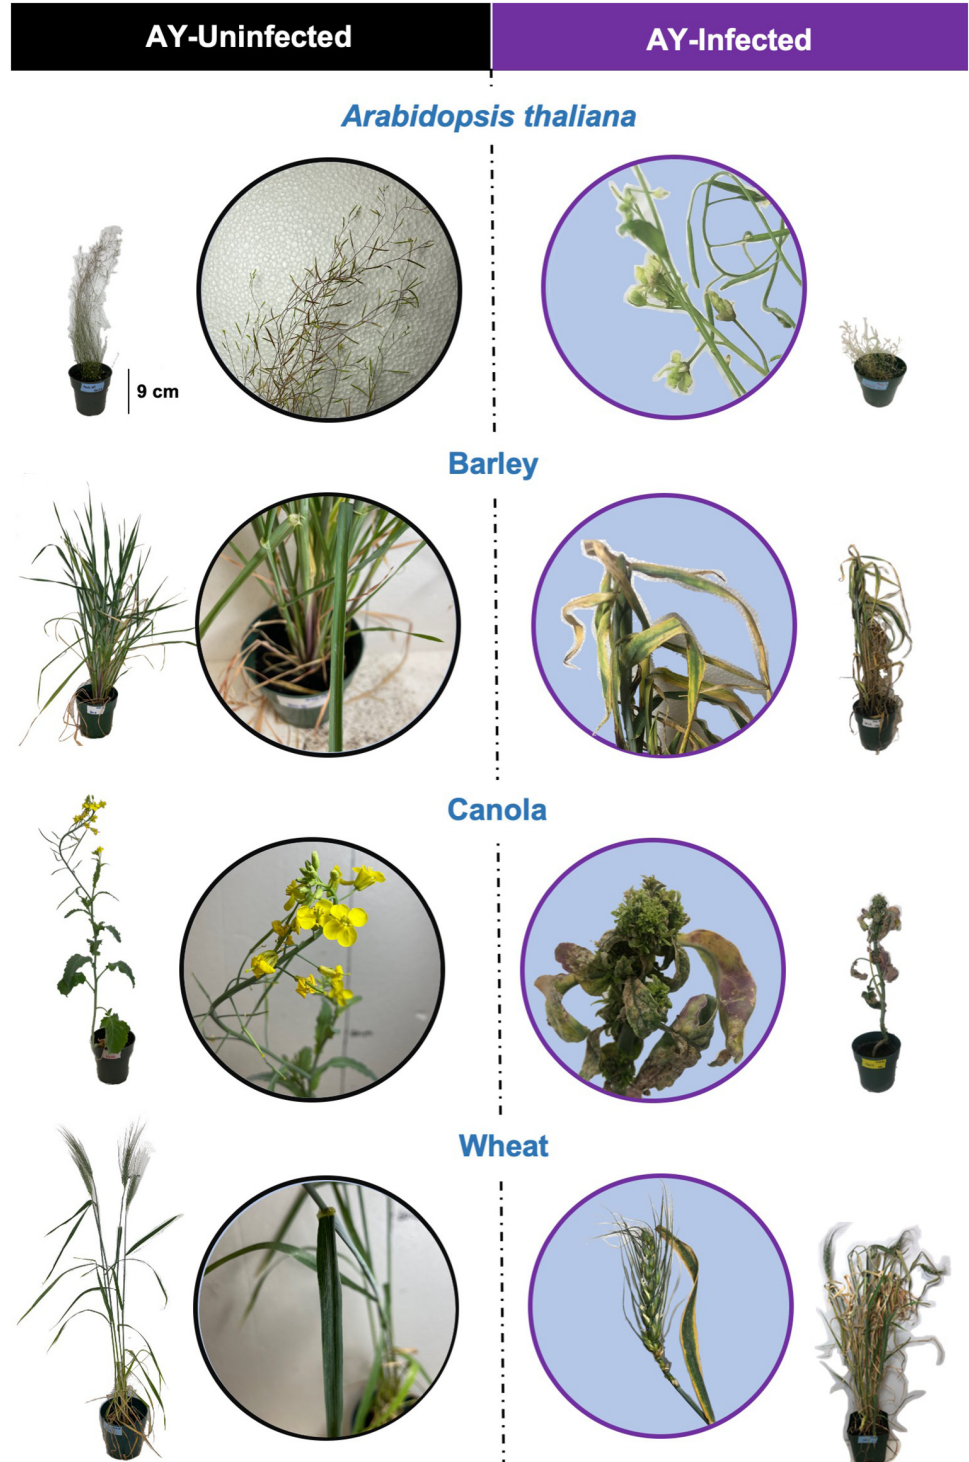 AY-Uninfected
AY-Infected
Arabidopsis thaliana
9 cm
Barley
Canola
Wheat